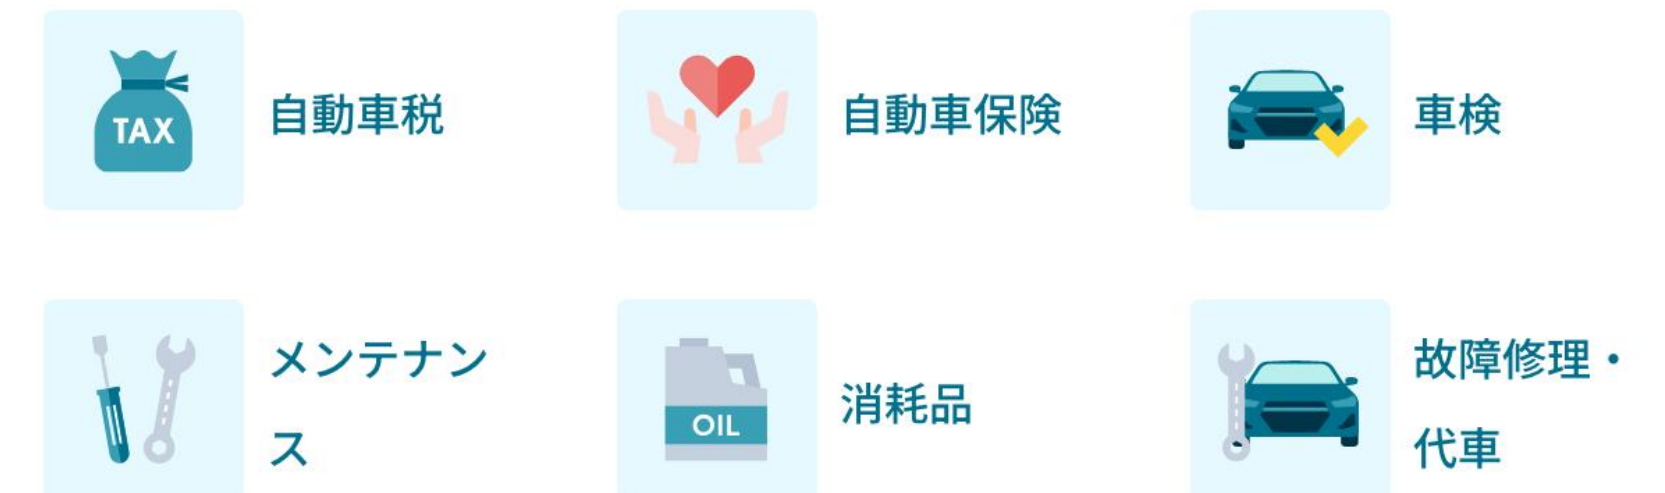 TAX
自動車税
自動車保険
車検
メンテナン
ス
OIL
消耗品
故障修理・
代車